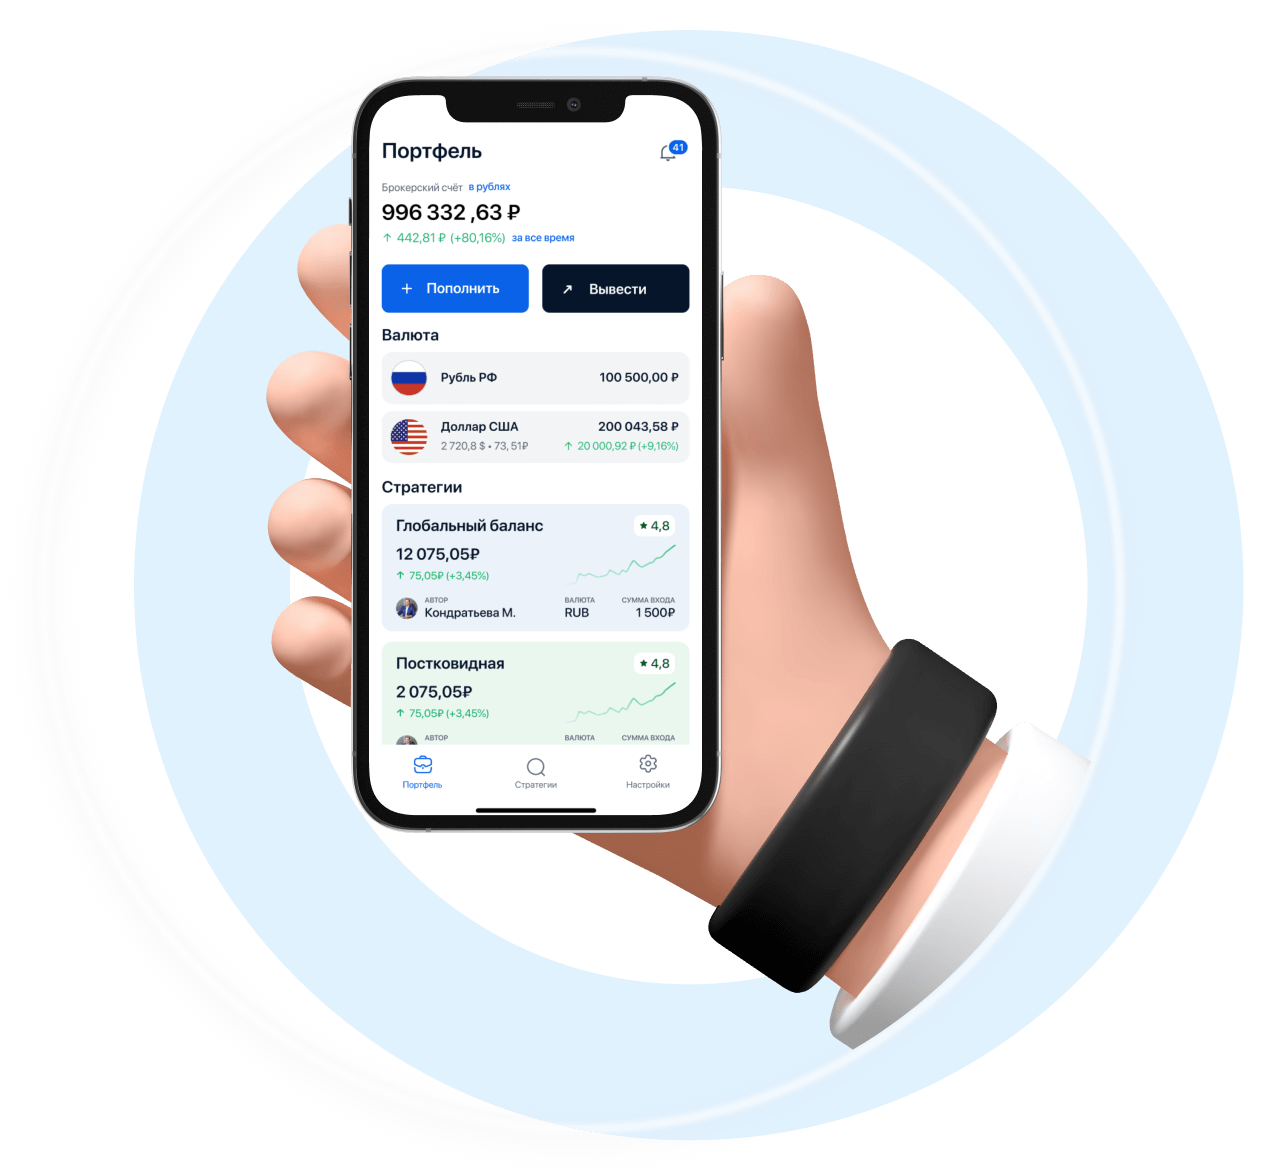 Портфель
41
Брокерский счёт в рублях
996 332 ,63 ₽
↑ 442,81 ₽ (+80,16%) за все время
+ Пополнить
↗ Вывести
Валюта
Рубль РФ 100 500,00 ₽
Доллар США 200 043,58 ₽
2 720,8 $ • 73, 51₽ ↑ 20 000,92 ₽ (+9,16%)
Стратегии
Глобальный баланс ★ 4,8
12 075,05₽
↑ 75,05₽ (+3,45%)
АВТОР ВАЛЮТА СУММА ВХОДА
Кондратьева М. RUB 1 500₽
Постковидная ★ 4,8
2 075,05₽
↑ 75,05₽ (+3,45%)
АВТОР ВАЛЮТА СУММА ВХОДА
Портфель Стратегии Настройки